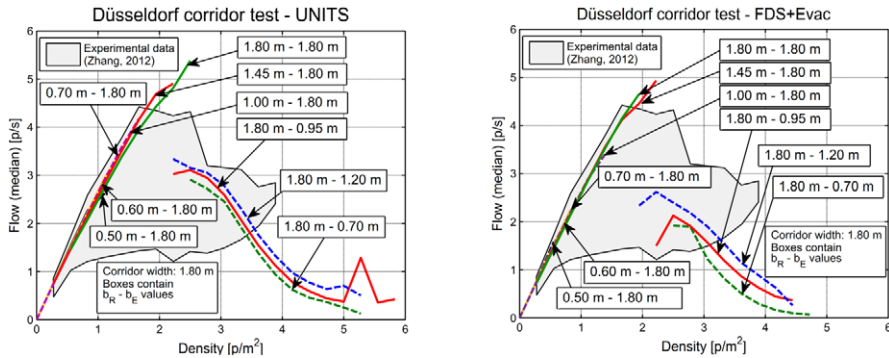 Düsseldorf corridor test - UNITS
Experimental data
(Zhang, 2012)
0.70 m - 1.80 m
1.80 m - 1.80 m
1.45 m - 1.80 m
1.00 m - 1.80 m
1.80 m - 0.95 m
1.80 m - 1.20 m
1.80 m - 0.70 m
0.60 m - 1.80 m
0.50 m - 1.80 m
Corridor width: 1.80 m
Boxes contain
bR - bE values
Flow (median) [p/s]
6
5
4
3
2
1
0
0 1 2 3 4 5 6
Density [p/m²]
Düsseldorf corridor test - FDS+Evac
Experimental data
(Zhang, 2012)
1.80 m - 1.80 m
1.45 m - 1.80 m
1.00 m - 1.80 m
1.80 m - 0.95 m
1.80 m - 1.20 m
1.80 m - 0.70 m
0.70 m - 1.80 m
0.60 m - 1.80 m
0.50 m - 1.80 m
Corridor width: 1.80 m
Boxes contain
bR - bE values
Flow (median) [p/s]
6
5
4
3
2
1
0
0 1 2 3 4 5 6
Density [p/m²]